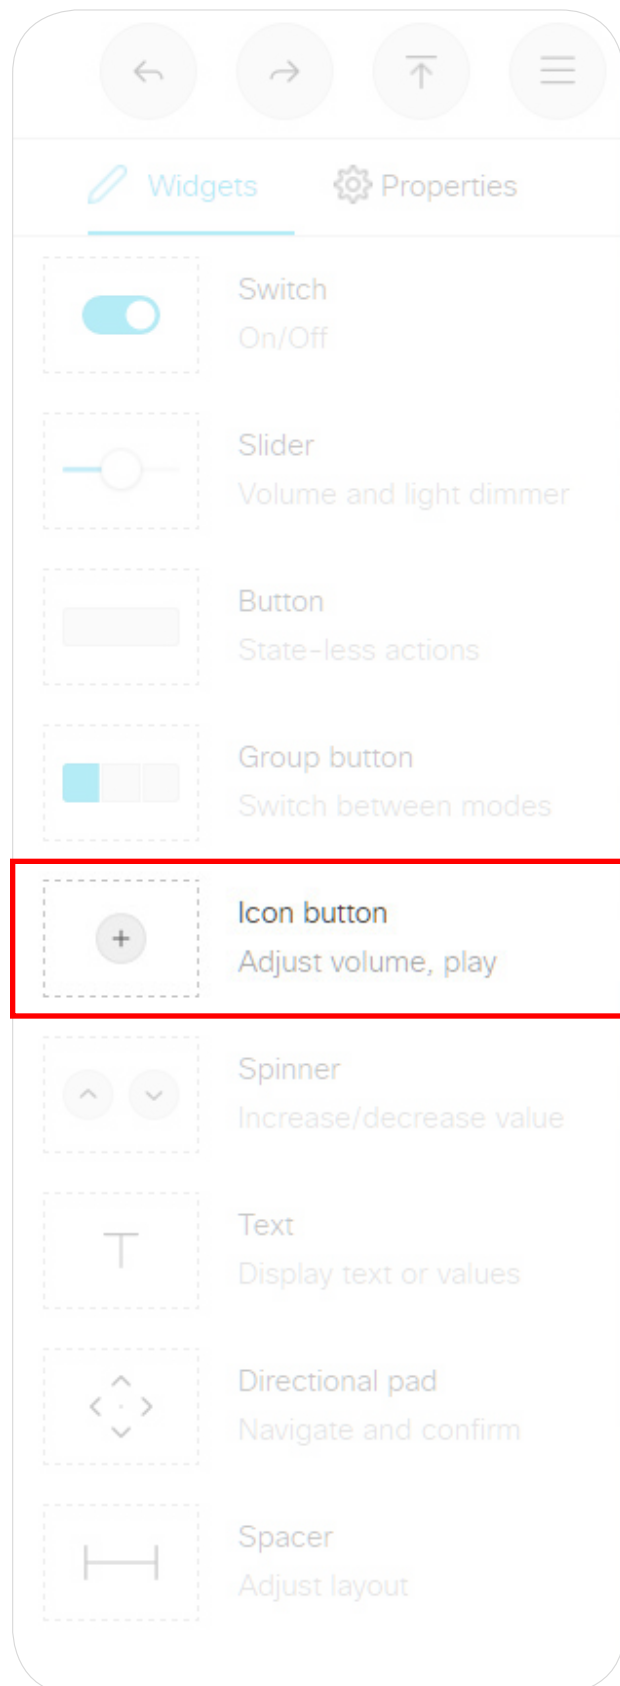 Widgets
Properties
Switch
On/Off
Slider
Volume and light dimmer
Button
State-less actions
Group button
Switch between modes
Icon button
Adjust volume, play
Spinner
Increase/decrease value
Text
Display text or values
Directional pad
Navigate and confirm
Spacer
Adjust layout